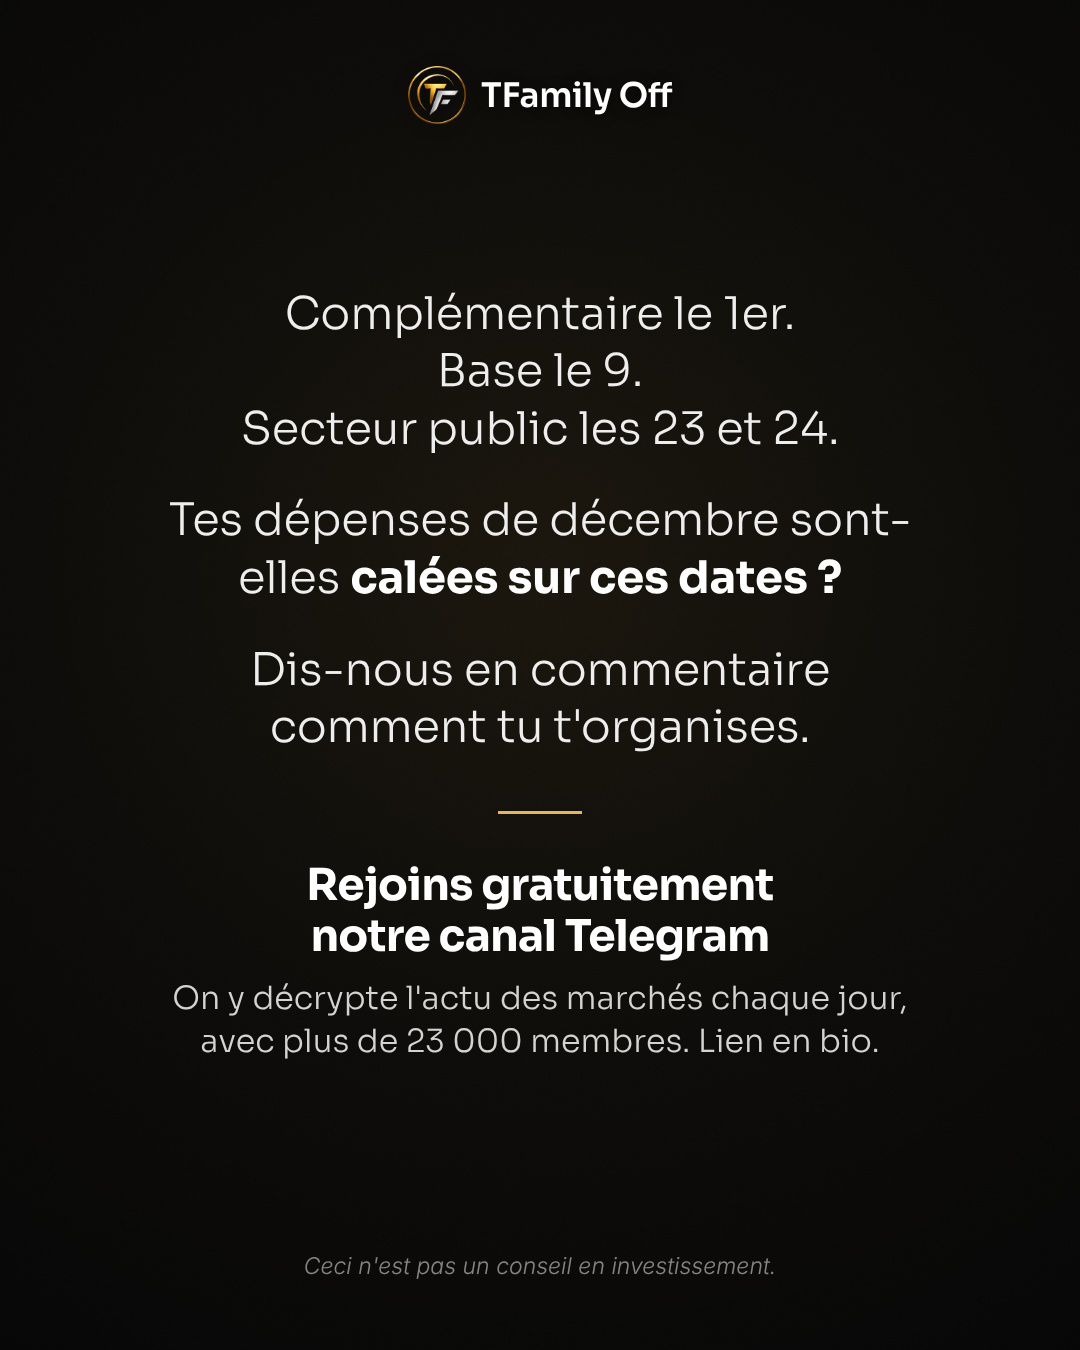 TF TFamily Off
Complémentaire le 1er.
Base le 9.
Secteur public les 23 et 24.
Tes dépenses de décembre sont-
elles calées sur ces dates ?
Dis-nous en commentaire
comment tu t'organises.
Rejoins gratuitement
notre canal Telegram
On y décrypte l'actu des marchés chaque jour,
avec plus de 23 000 membres. Lien en bio.
Ceci n'est pas un conseil en investissement.